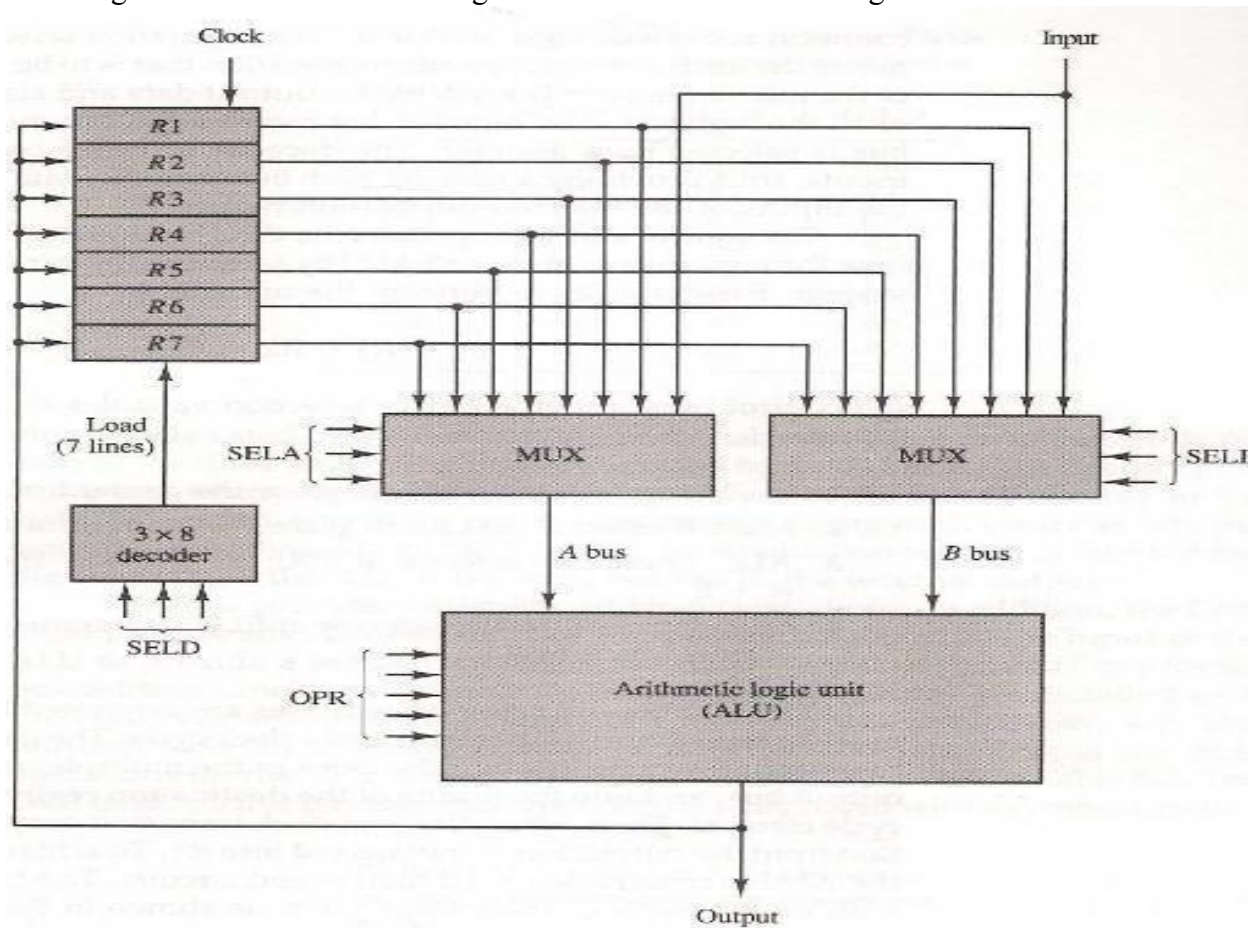 Clock
Input
R1
R2
R3
R4
R5
R6
R7
Load
(7 lines)
SELA
MUX
MUX
3 × 8
decoder
A bus
B bus
SELD
OPR
Arithmetic logic unit
(ALU)
Output